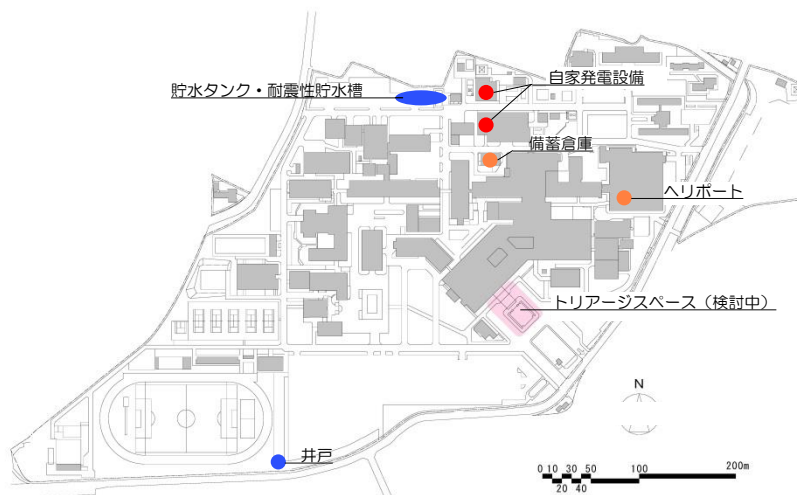 自家発電設備
貯水タンク・耐震性貯水槽
備蓄倉庫
ヘリポート
トリアージスペース（検討中）
N
井戸
0 10 30 50 100 200m
20 40